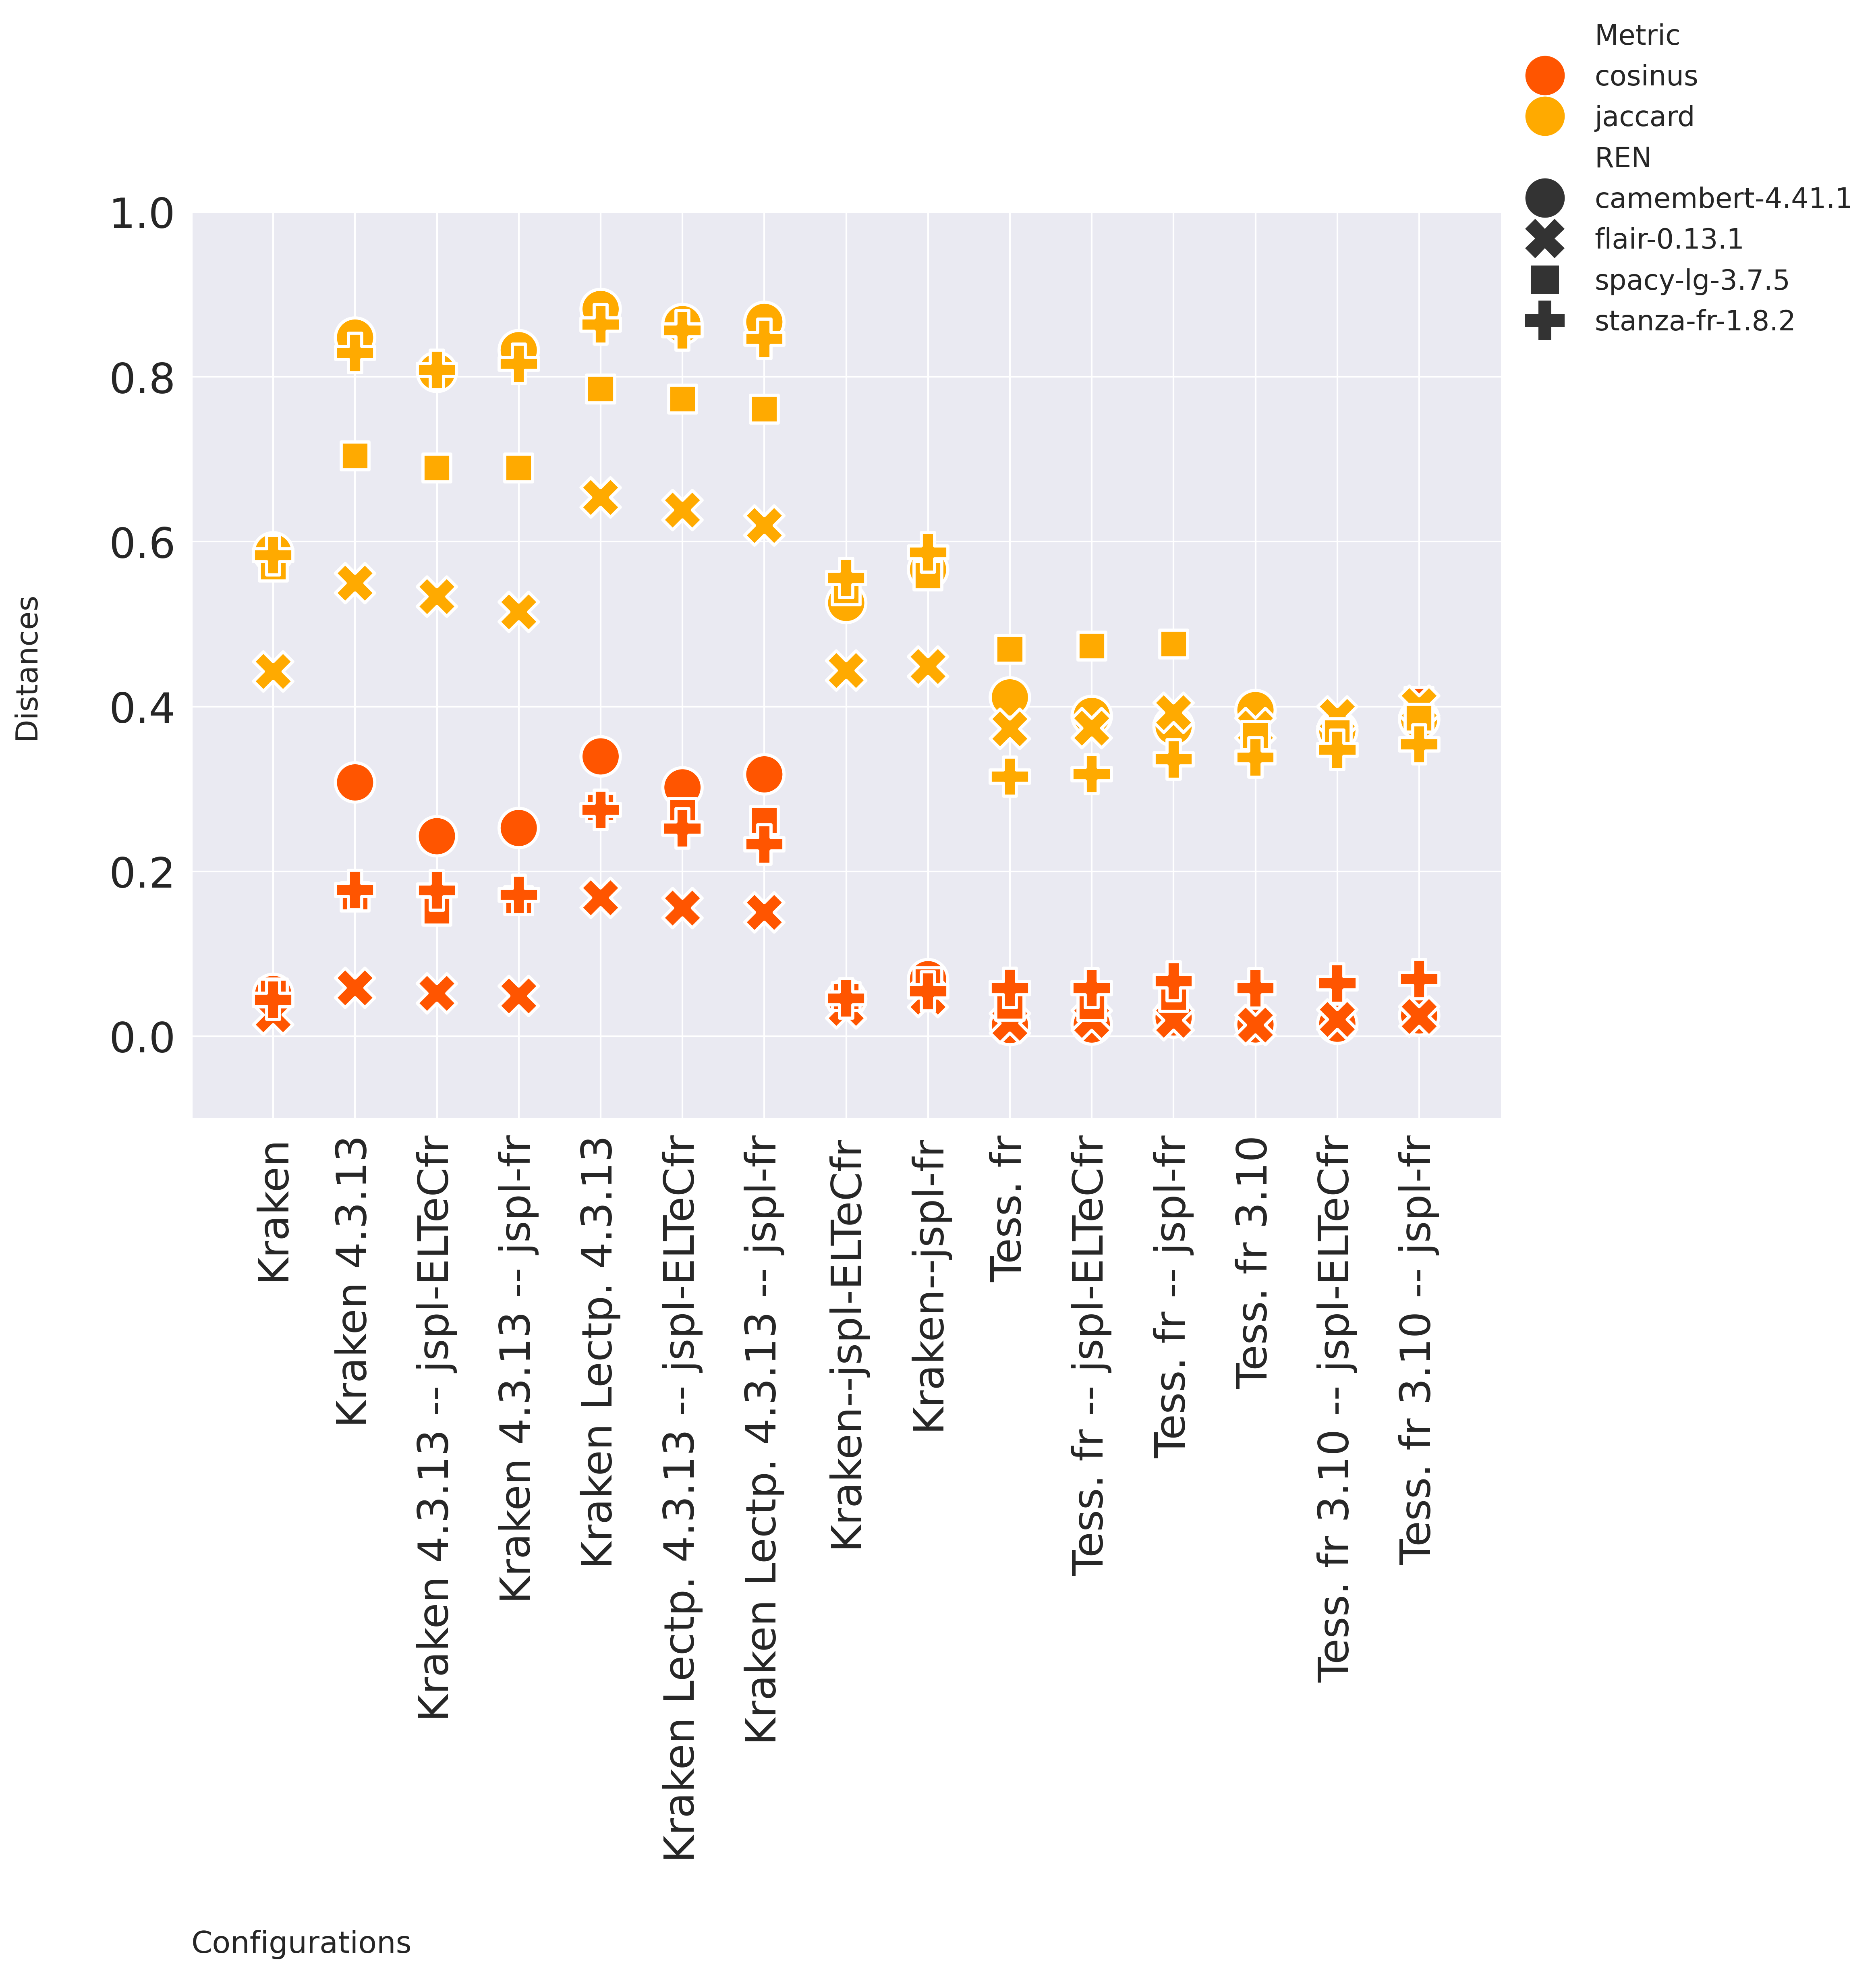 Metric
cosinus
jaccard
REN
camembert-4.41.1
flair-0.13.1
spacy-lg-3.7.5
stanza-fr-1.8.2
1.0
0.8
0.6
0.4
0.2
0.0
Distances
Kraken
Kraken 4.3.13
Kraken 4.3.13 -- jspl-ELTeCfr
Kraken 4.3.13 -- jspl-fr
Kraken Lectp. 4.3.13
Kraken Lectp. 4.3.13 -- jspl-ELTeCfr
Kraken Lectp. 4.3.13 -- jspl-fr
Kraken--jspl-ELTeCfr
Kraken--jspl-fr
Tess. fr
Tess. fr -- jspl-ELTeCfr
Tess. fr -- jspl-fr
Tess. fr 3.10
Tess. fr 3.10 -- jspl-ELTeCfr
Tess. fr 3.10 -- jspl-fr
Configurations